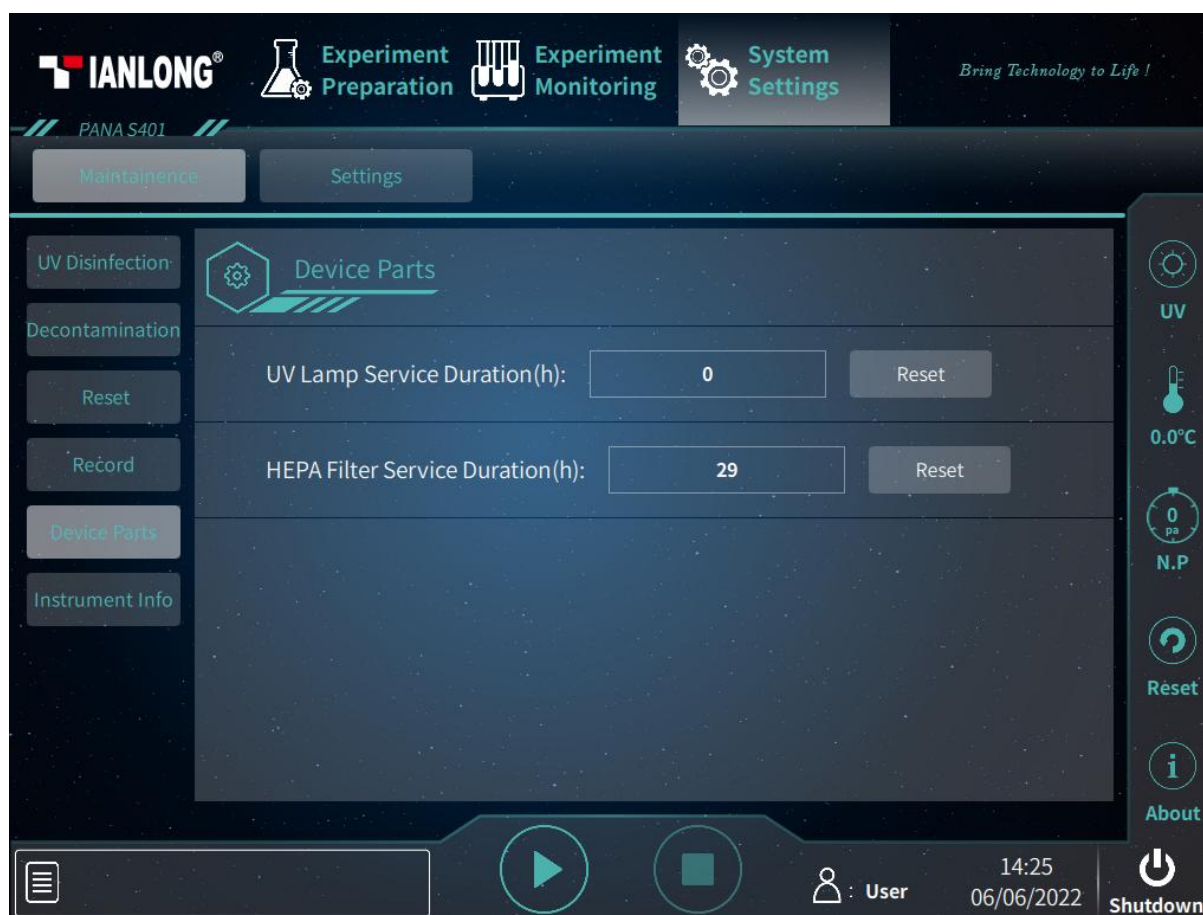 TIANLONG®
Experiment
Preparation
Experiment
Monitoring
System
Settings
Bring Technology to Life !
PANA S401
Maintainence
Settings
UV Disinfection
Decontamination
Reset
Record
Device Parts
Instrument Info
Device Parts
UV Lamp Service Duration(h):
0
Reset
HEPA Filter Service Duration(h):
29
Reset
UV
0.0°C
0
pa
N.P
Reset
i
About
: User
14:25
06/06/2022
Shutdown